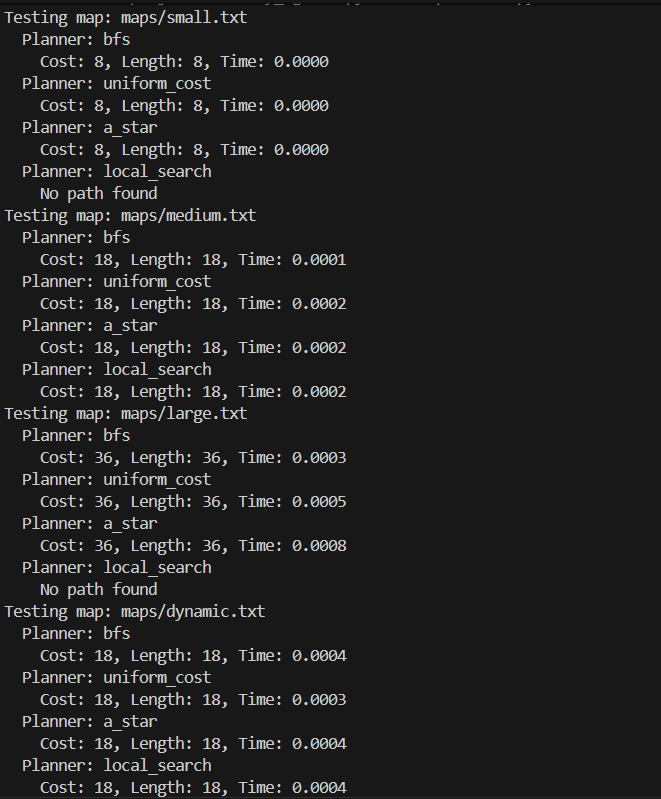 Testing map: maps/small.txt
Planner: bfs
Cost: 8, Length: 8, Time: 0.0000
Planner: uniform_cost
Cost: 8, Length: 8, Time: 0.0000
Planner: a_star
Cost: 8, Length: 8, Time: 0.0000
Planner: local_search
No path found
Testing map: maps/medium.txt
Planner: bfs
Cost: 18, Length: 18, Time: 0.0001
Planner: uniform_cost
Cost: 18, Length: 18, Time: 0.0002
Planner: a_star
Cost: 18, Length: 18, Time: 0.0002
Planner: local_search
Cost: 18, Length: 18, Time: 0.0002
Testing map: maps/large.txt
Planner: bfs
Cost: 36, Length: 36, Time: 0.0003
Planner: uniform_cost
Cost: 36, Length: 36, Time: 0.0005
Planner: a_star
Cost: 36, Length: 36, Time: 0.0008
Planner: local_search
No path found
Testing map: maps/dynamic.txt
Planner: bfs
Cost: 18, Length: 18, Time: 0.0004
Planner: uniform_cost
Cost: 18, Length: 18, Time: 0.0003
Planner: a_star
Cost: 18, Length: 18, Time: 0.0004
Planner: local_search
Cost: 18, Length: 18, Time: 0.0004